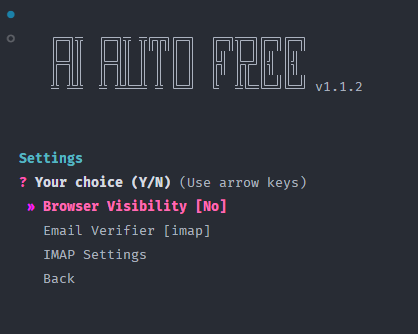 AI AUTO FREE v1.1.2
Settings
? Your choice (Y/N) (Use arrow keys)
» Browser Visibility [No]
Email Verifier [imap]
IMAP Settings
Back